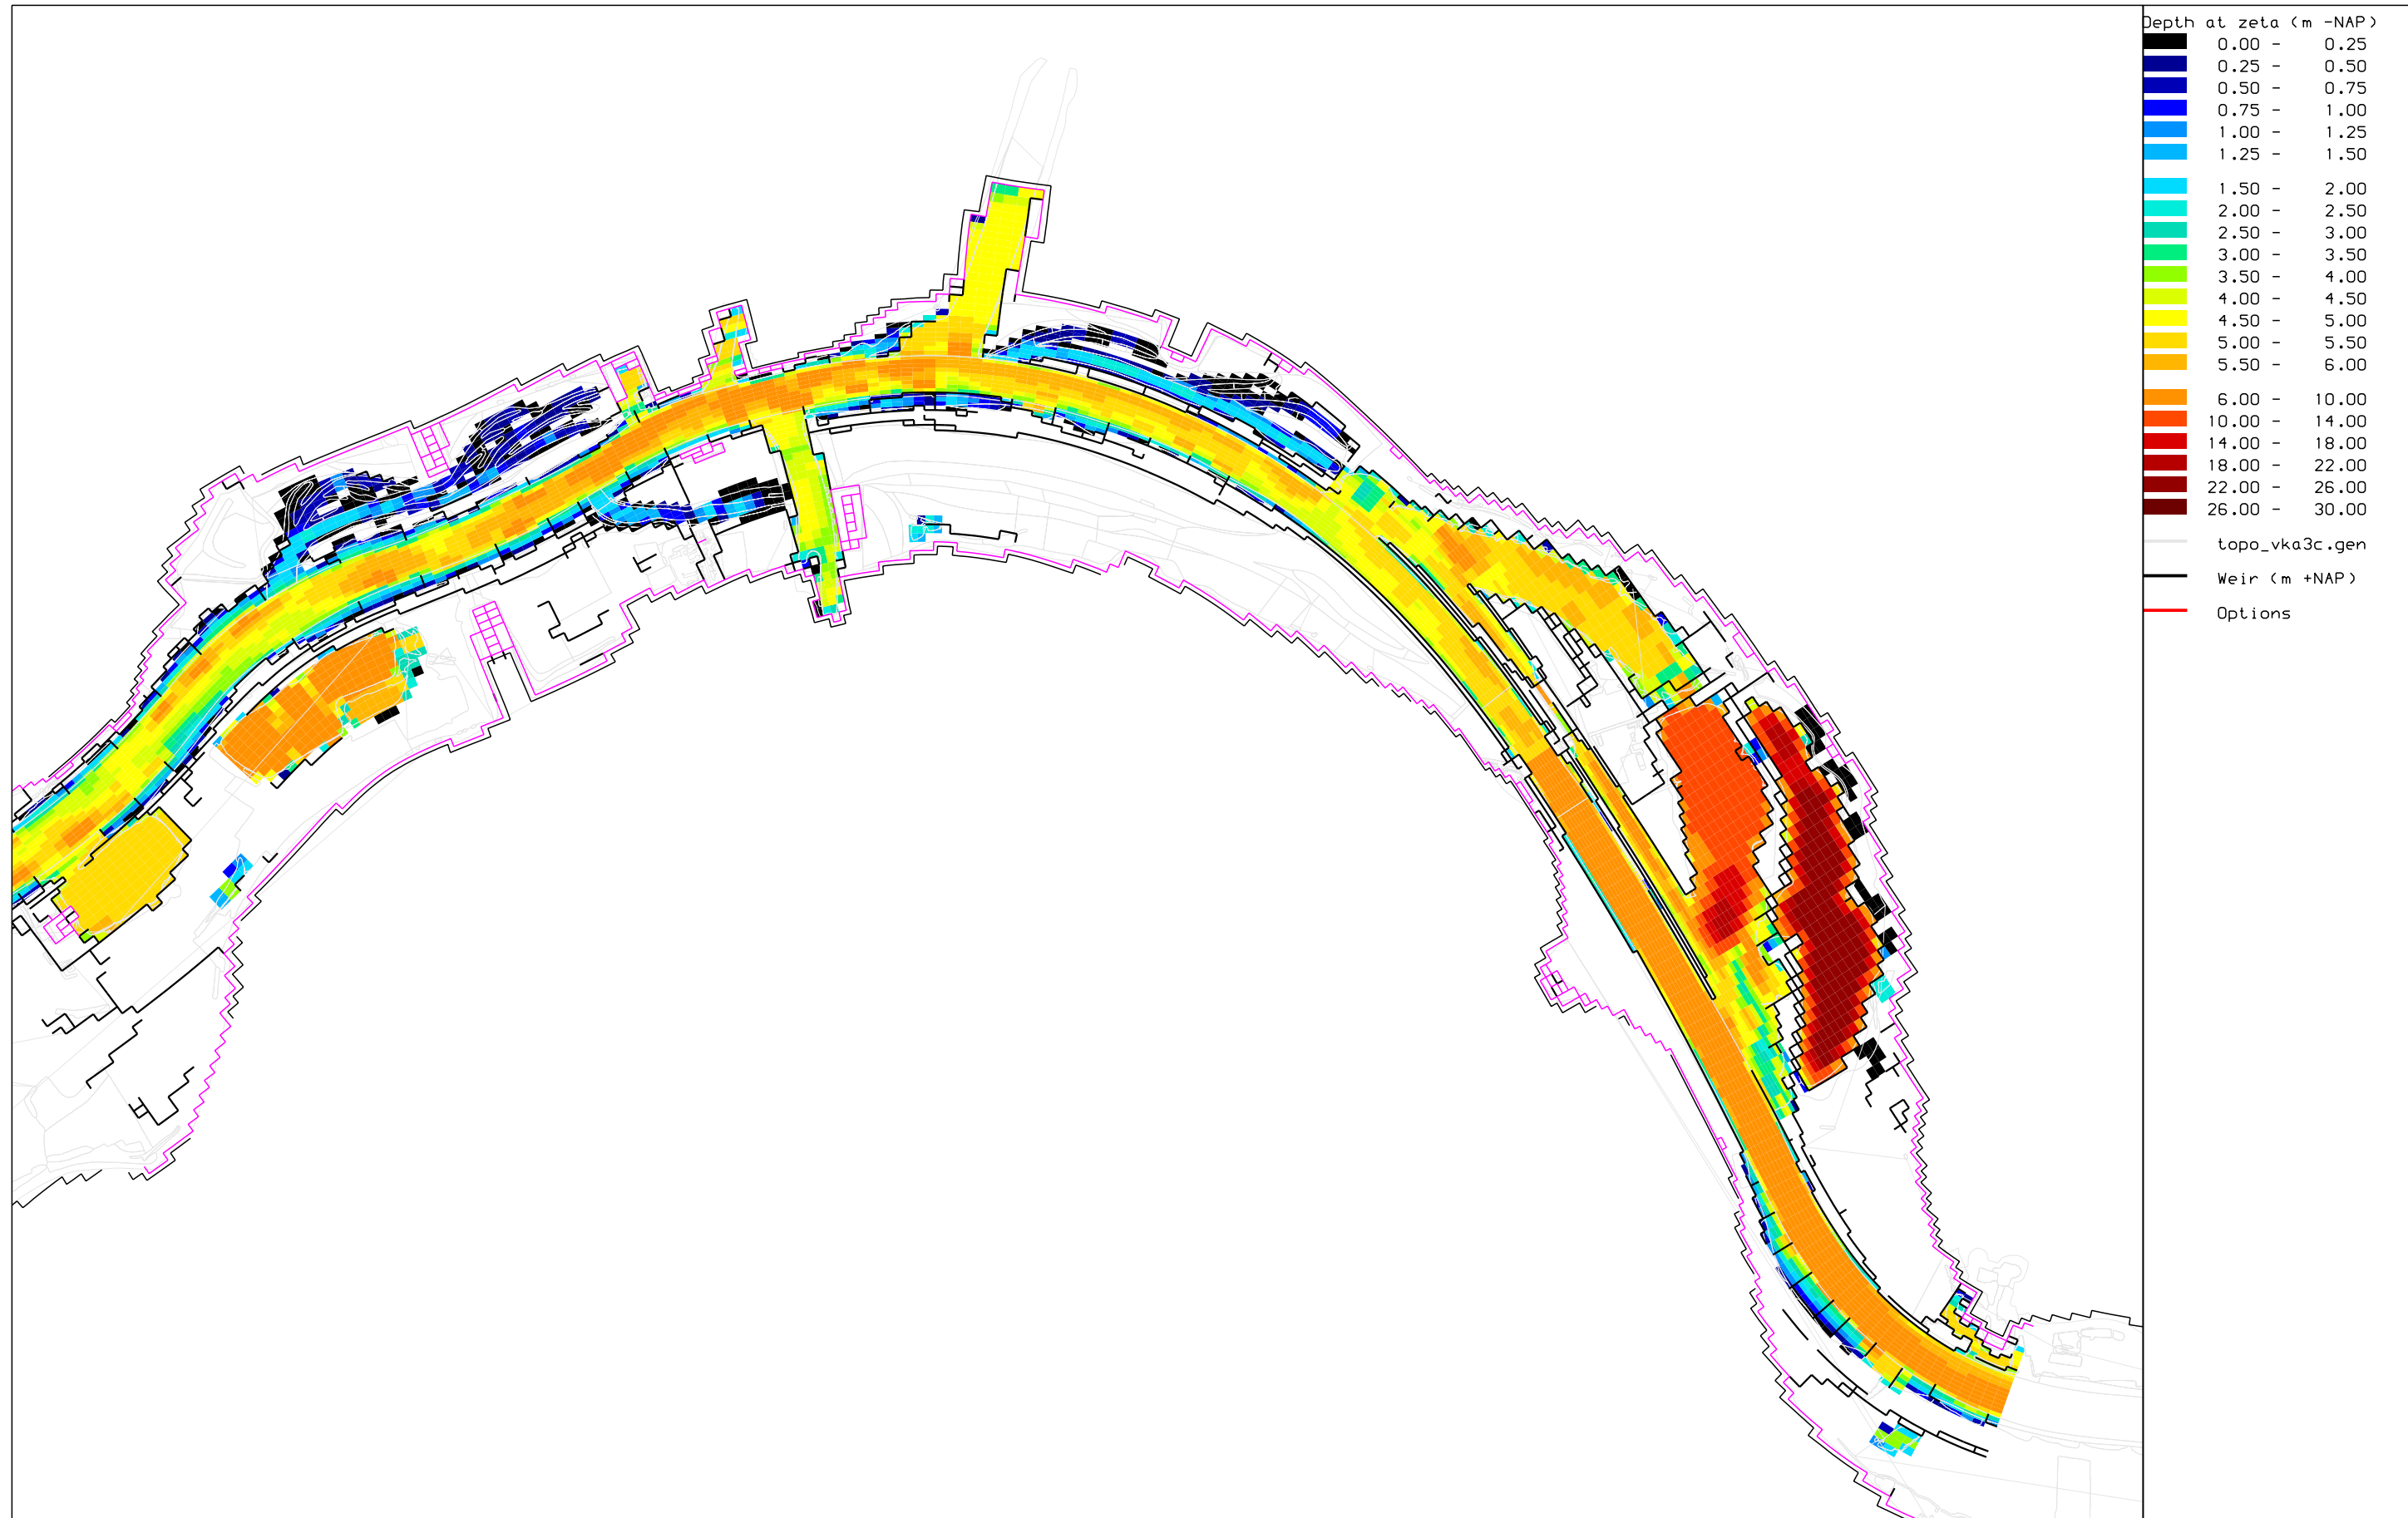 Depth at zeta (m -NAP)
0.00 - 0.25
0.25 - 0.50
0.50 - 0.75
0.75 - 1.00
1.00 - 1.25
1.25 - 1.50
1.50 - 2.00
2.00 - 2.50
2.50 - 3.00
3.00 - 3.50
3.50 - 4.00
4.00 - 4.50
4.50 - 5.00
5.00 - 5.50
5.50 - 6.00
6.00 - 10.00
10.00 - 14.00
14.00 - 18.00
18.00 - 22.00
22.00 - 26.00
26.00 - 30.00
topo_vka3c.gen
Weir (m +NAP)
Options